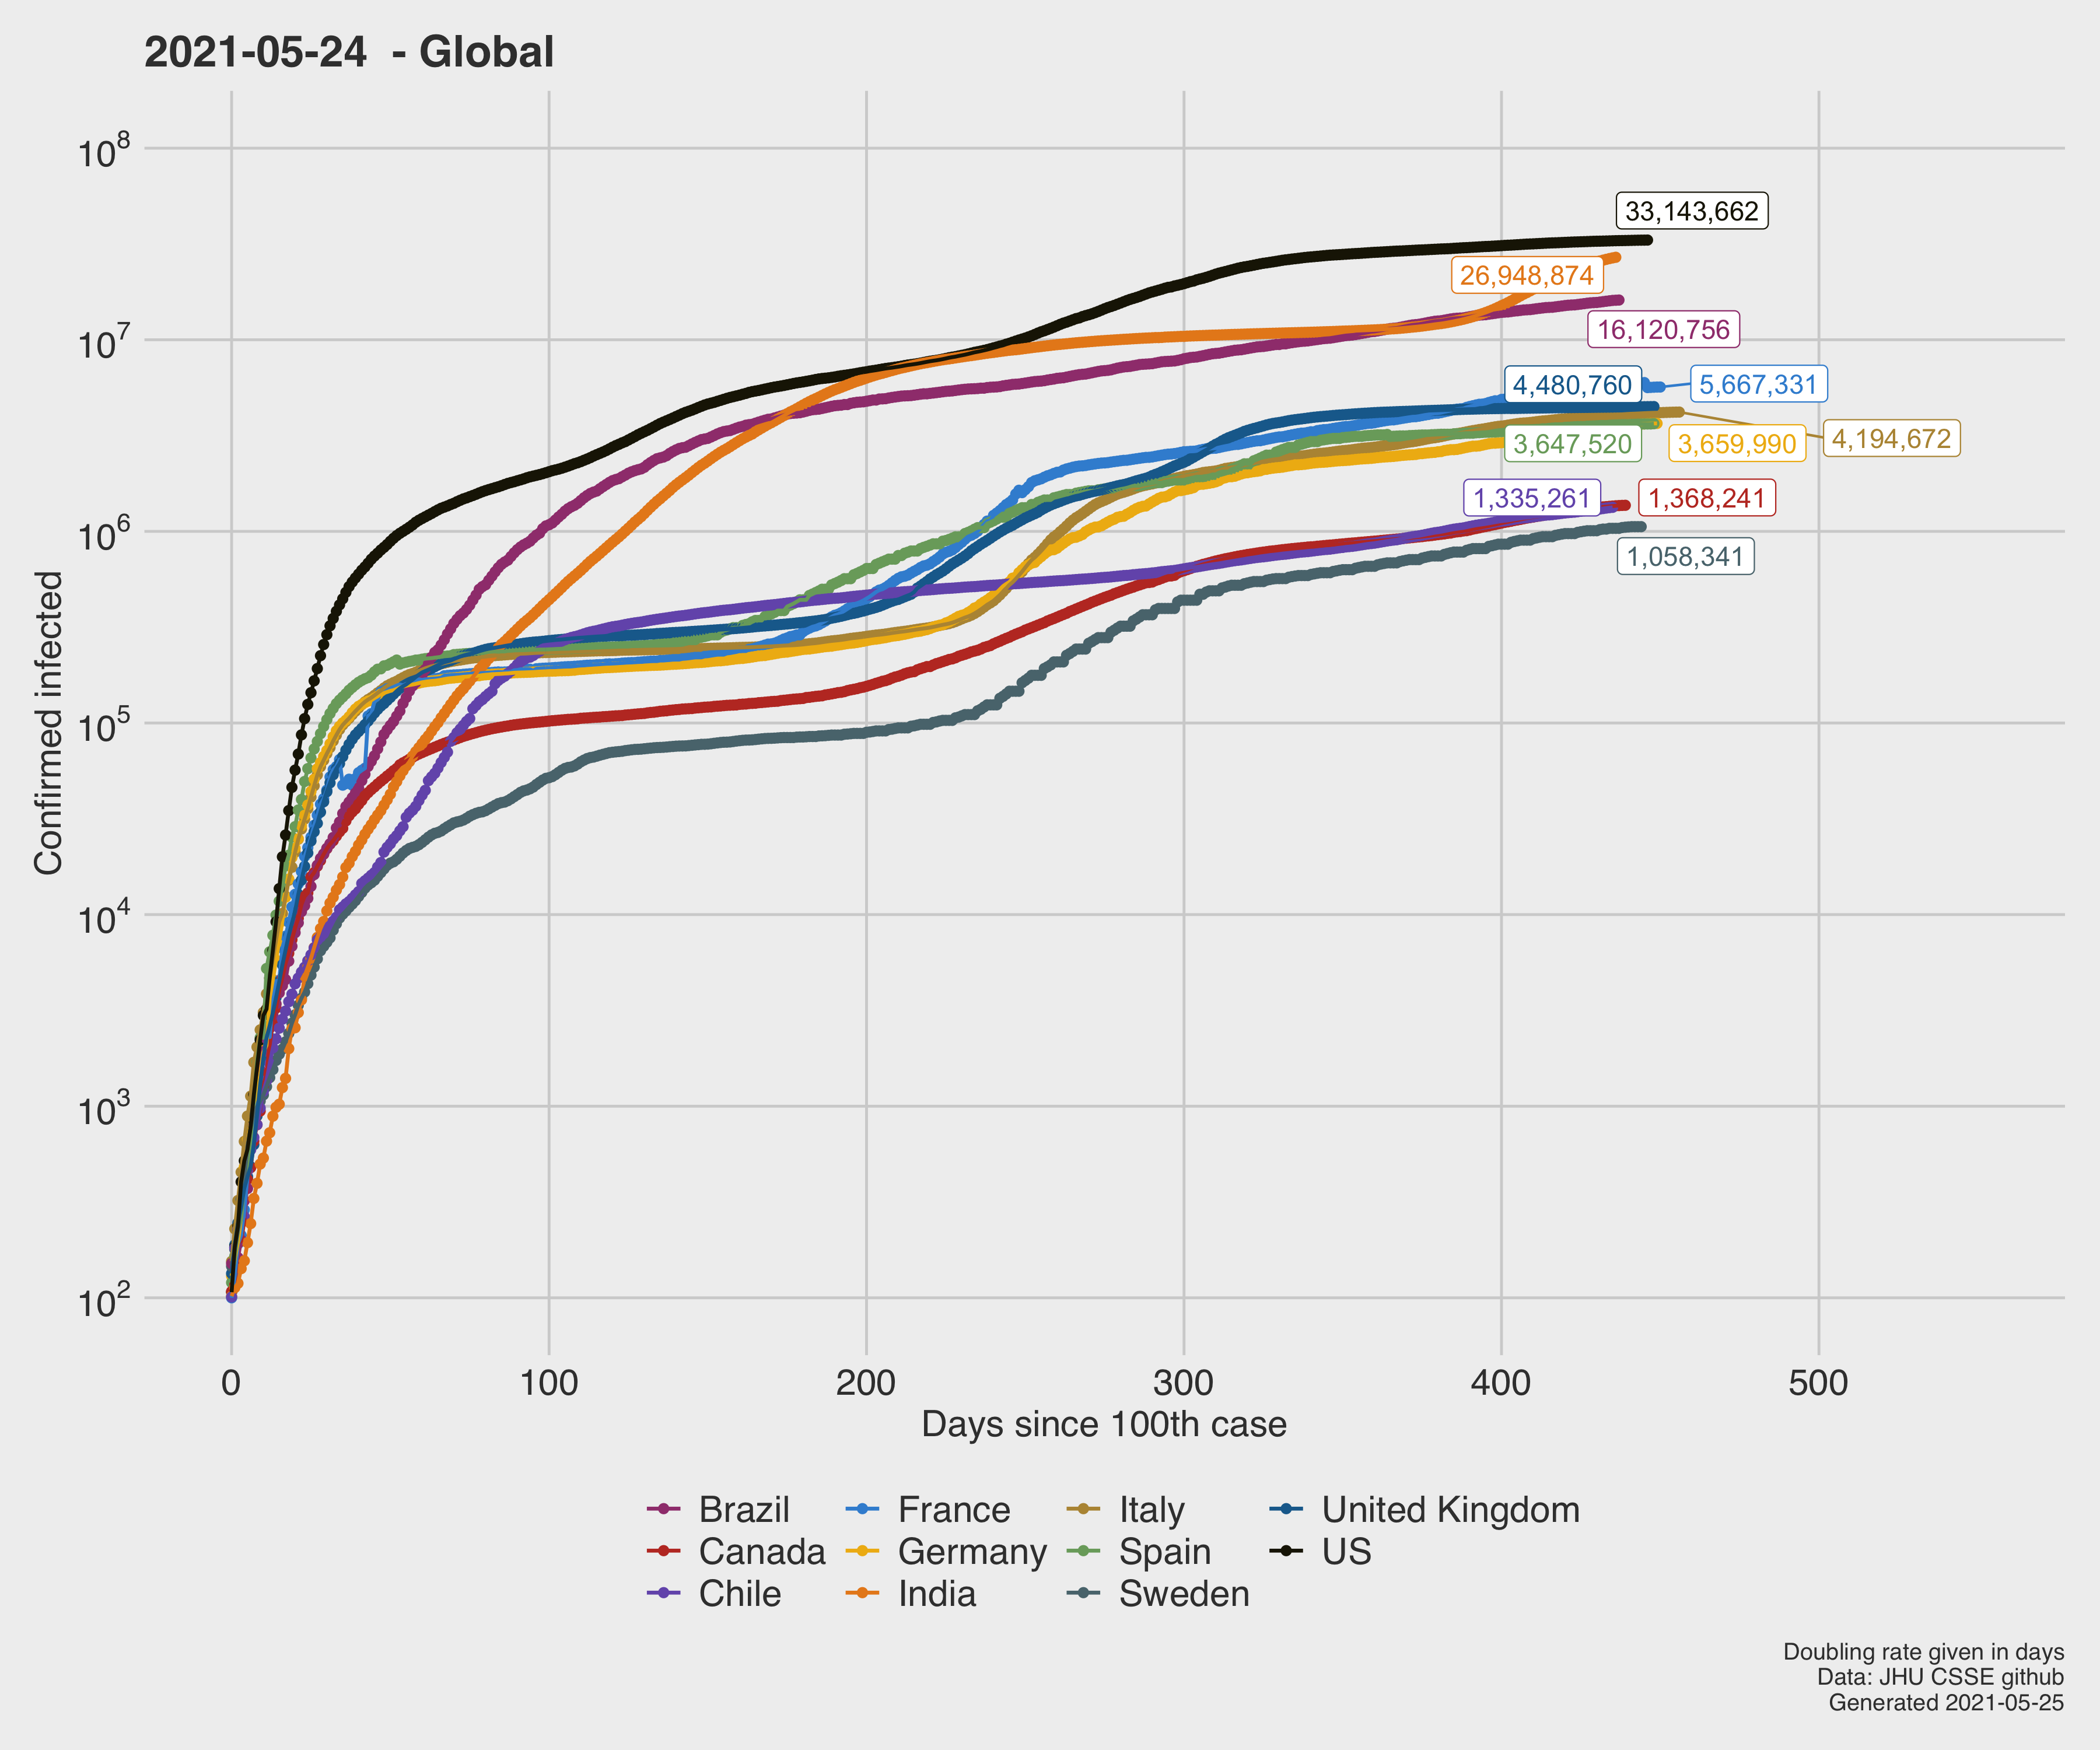 2021-05-24 - Global
Confirmed infected
10^8
10^7
10^6
10^5
10^4
10^3
10^2
33,143,662
26,948,874
16,120,756
4,480,760
5,667,331
3,647,520
3,659,990
4,194,672
1,335,261
1,368,241
1,058,341
0 100 200 300 400 500
Days since 100th case
Brazil France Italy United Kingdom
Canada Germany Spain US
Chile India Sweden
Doubling rate given in days
Data: JHU CSSE github
Generated 2021-05-25